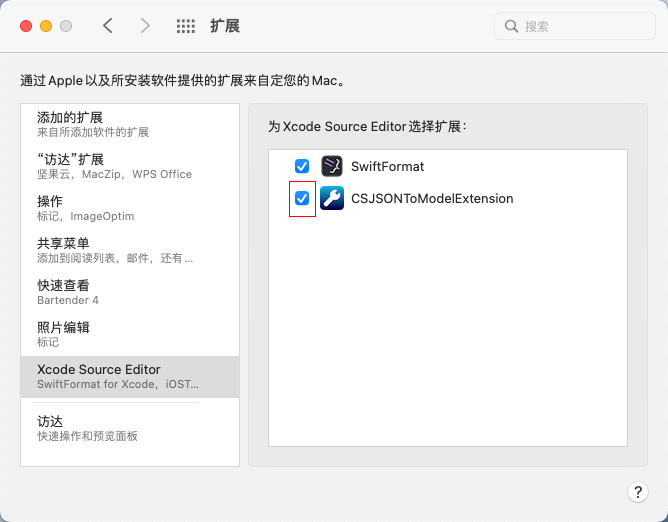 扩展
搜索
通过 Apple 以及所安装软件提供的扩展来自定您的 Mac。
添加的扩展
来自所添加软件的扩展
“访达”扩展
坚果云，MacZip，WPS Office
操作
标记，ImageOptim
共享菜单
添加到阅读列表，邮件，还有 ...
快速查看
Bartender 4
照片编辑
标记
Xcode Source Editor
SwiftFormat for Xcode，iOST...
访达
快速操作和预览面板
为 Xcode Source Editor 选择扩展：
SwiftFormat
CSJSONToModelExtension
?